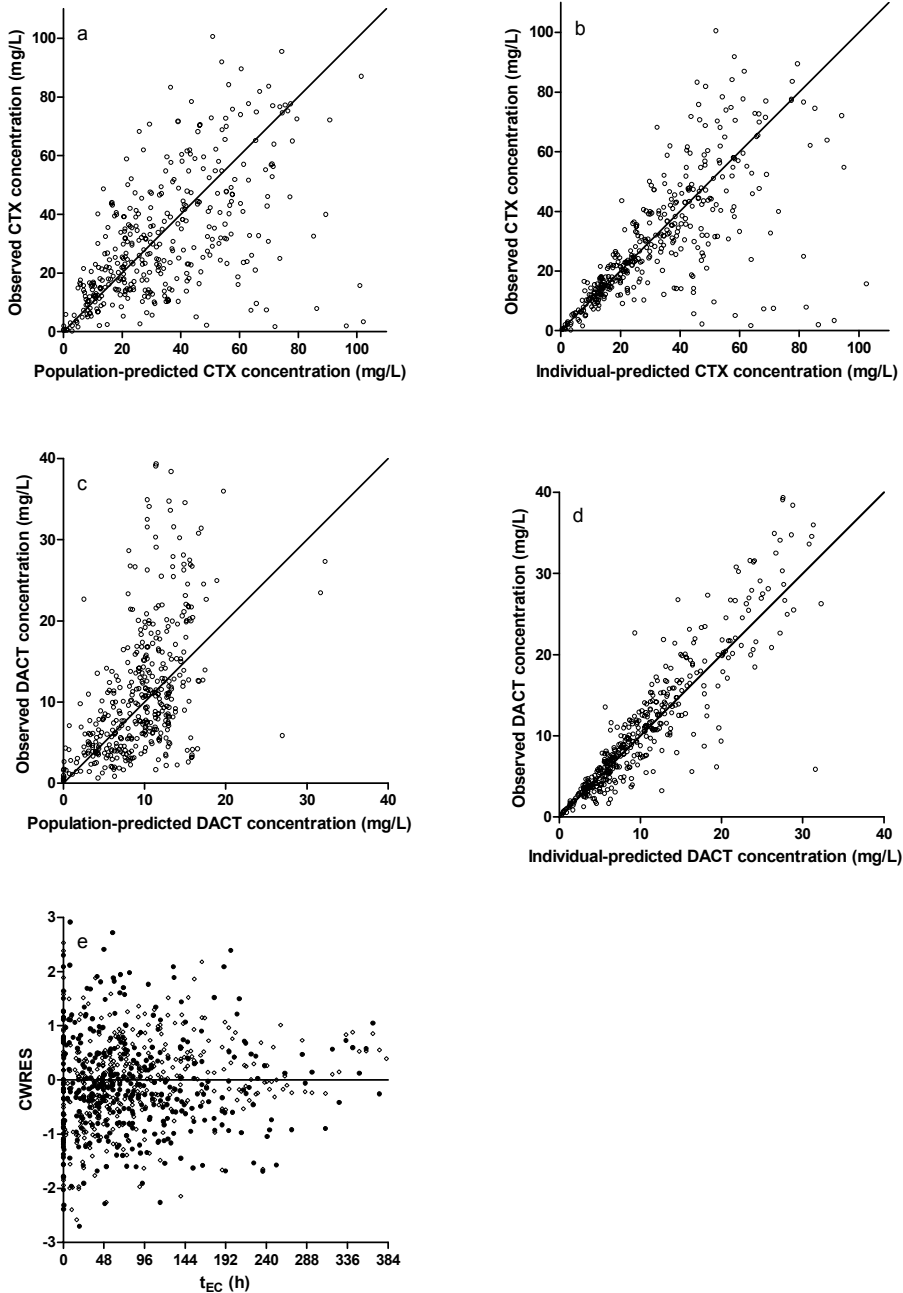 a
Observed CTX concentration (mg/L)
100
80
60
40
20
0
0 20 40 60 80 100
Population-predicted CTX concentration (mg/L)
b
Observed CTX concentration (mg/L)
100
80
60
40
20
0
0 20 40 60 80 100
Individual-predicted CTX concentration (mg/L)
c
Observed DACT concentration (mg/L)
40
30
20
10
0
0 10 20 30 40
Population-predicted DACT concentration (mg/L)
d
Observed DACT concentration (mg/L)
40
30
20
10
0
0 10 20 30 40
Individual-predicted DACT concentration (mg/L)
e
CWRES
3
2
1
0
-1
-2
-3
0 48 96 144 192 240 288 336 384
tEC (h)